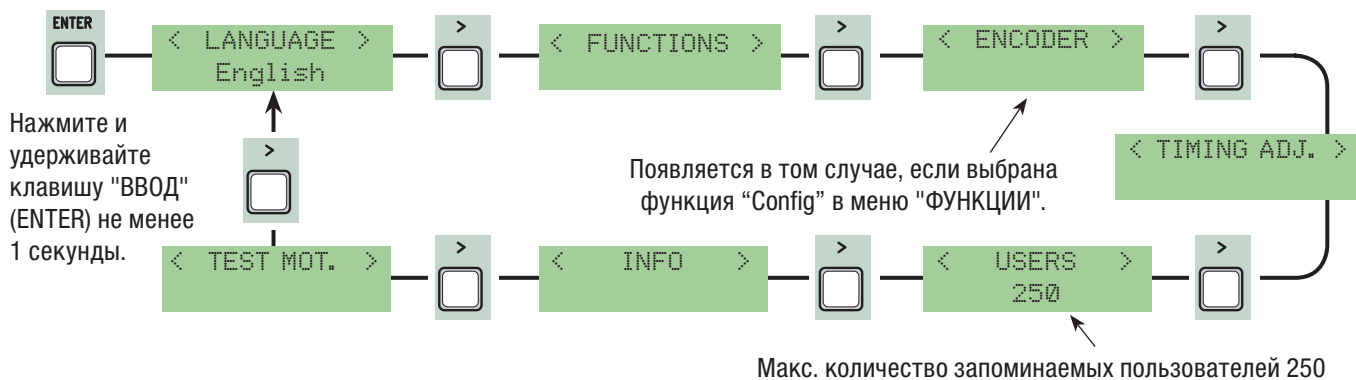 ENTER
< LANGUAGE >
English
>
< FUNCTIONS >
>
< ENCODER >
>
Нажмите и
удерживайте
клавишу "ВВОД"
(ENTER) не менее
1 секунды.
>
Появляется в том случае, если выбрана
функция “Config” в меню "ФУНКЦИИ".
< TIMING ADJ. >
< TEST MOT. >
>
< INFO >
>
< USERS >
250
>
Макс. количество запоминаемых пользователей 250